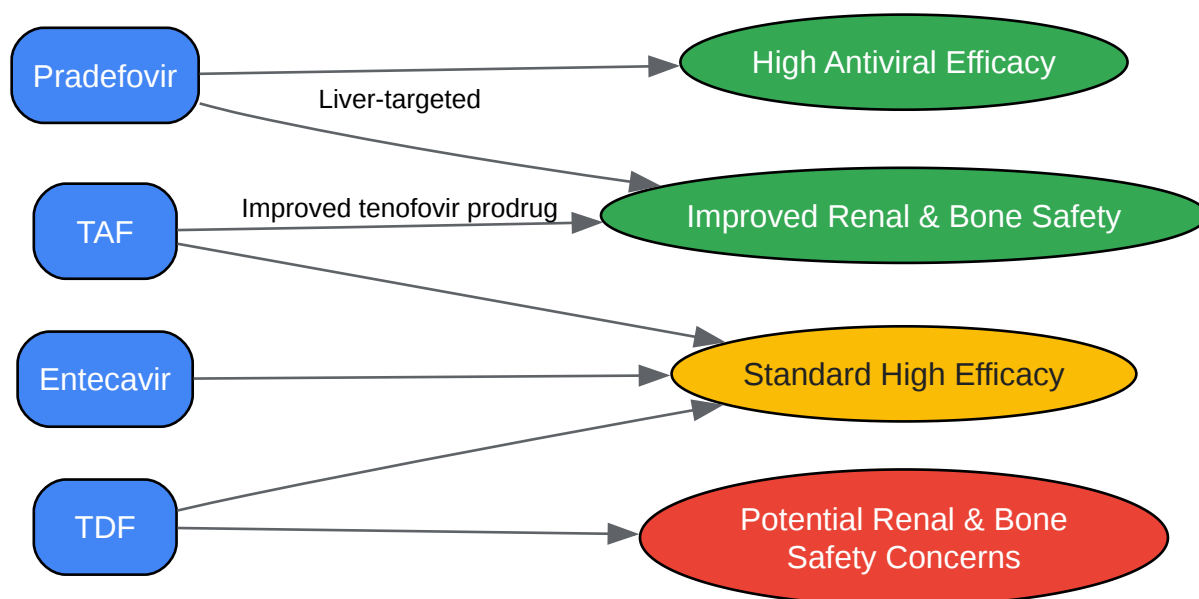 Pradefovir
High Antiviral Efficacy
Liver-targeted
TAF
Improved tenofovir prodrug
Improved Renal & Bone Safety
Entecavir
Standard High Efficacy
TDF
Potential Renal & Bone
Safety Concerns